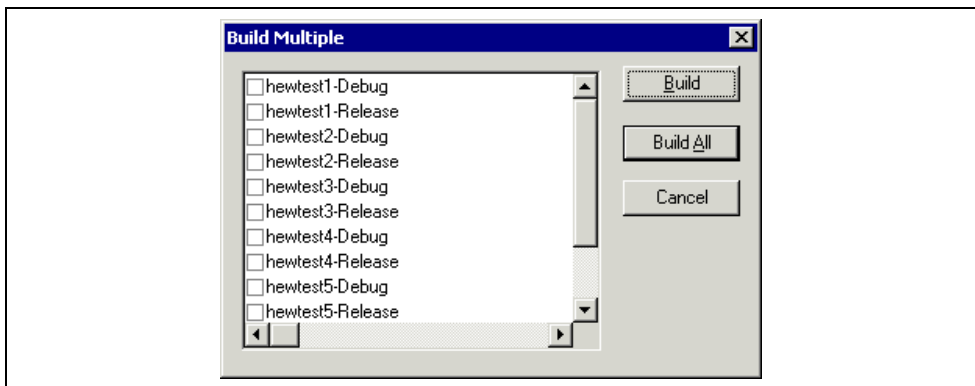 Build Multiple
hewtest1-Debug
hewtest1-Release
hewtest2-Debug
hewtest2-Release
hewtest3-Debug
hewtest3-Release
hewtest4-Debug
hewtest4-Release
hewtest5-Debug
hewtest5-Release
Build
Build All
Cancel